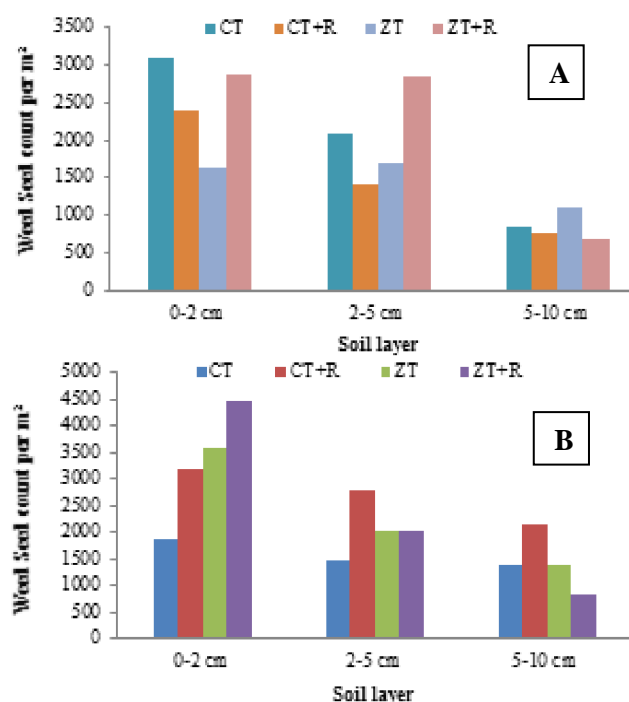 CT CT+R ZT ZT+R
A
Weed Seed count per m²
3500
3000
2500
2000
1500
1000
500
0
0-2 cm 2-5 cm 5-10 cm
Soil layer
CT CT+R ZT ZT+R
B
Weed Seed count per m²
5000
4500
4000
3500
3000
2500
2000
1500
1000
500
0
0-2 cm 2-5 cm 5-10 cm
Soil layer